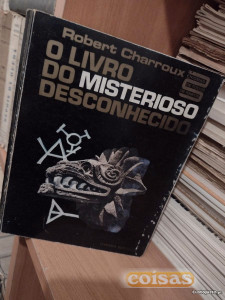 Robert Charroux
O LIVRO
DO MISTERIOSO
DESCONHECIDO
coisas